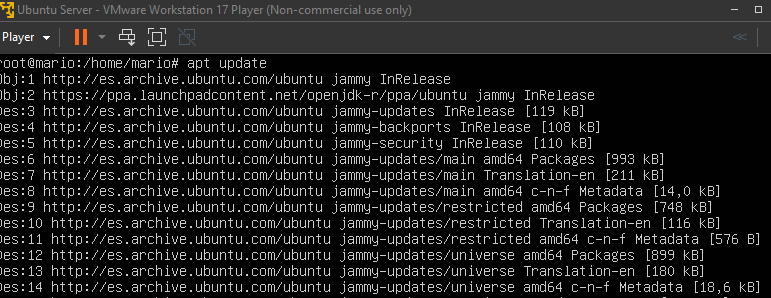 Ubuntu Server - VMware Workstation 17 Player (Non-commercial use only)
Player
root@mario:/home/mario# apt update
Obj:1 http://es.archive.ubuntu.com/ubuntu jammy InRelease
Obj:2 https://ppa.launchpadcontent.net/openjdk-r/ppa/ubuntu jammy InRelease
Des:3 http://es.archive.ubuntu.com/ubuntu jammy-updates InRelease [119 kB]
Des:4 http://es.archive.ubuntu.com/ubuntu jammy-backports InRelease [108 kB]
Des:5 http://es.archive.ubuntu.com/ubuntu jammy-security InRelease [110 kB]
Des:6 http://es.archive.ubuntu.com/ubuntu jammy-updates/main amd64 Packages [993 kB]
Des:7 http://es.archive.ubuntu.com/ubuntu jammy-updates/main Translation-en [211 kB]
Des:8 http://es.archive.ubuntu.com/ubuntu jammy-updates/main amd64 c-n-f Metadata [14,0 kB]
Des:9 http://es.archive.ubuntu.com/ubuntu jammy-updates/restricted amd64 Packages [748 kB]
Des:10 http://es.archive.ubuntu.com/ubuntu jammy-updates/restricted Translation-en [116 kB]
Des:11 http://es.archive.ubuntu.com/ubuntu jammy-updates/restricted amd64 c-n-f Metadata [576 B]
Des:12 http://es.archive.ubuntu.com/ubuntu jammy-updates/universe amd64 Packages [899 kB]
Des:13 http://es.archive.ubuntu.com/ubuntu jammy-updates/universe Translation-en [180 kB]
Des:14 http://es.archive.ubuntu.com/ubuntu jammy-updates/universe amd64 c-n-f Metadata [18,6 kB]